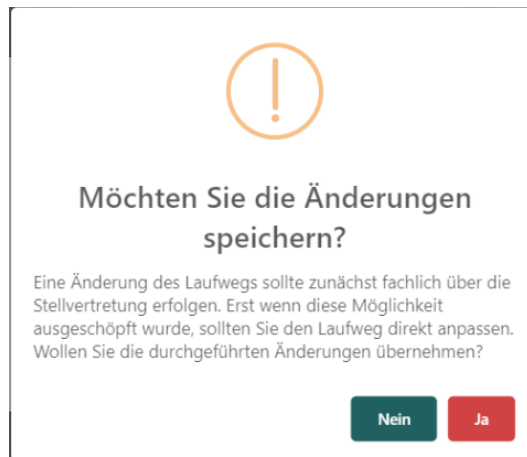 Möchten Sie die Änderungen
speichern?
Eine Änderung des Laufwegs sollte zunächst fachlich über die
Stellvertretung erfolgen. Erst wenn diese Möglichkeit
ausgeschöpft wurde, sollten Sie den Laufweg direkt anpassen.
Wollen Sie die durchgeführten Änderungen übernehmen?
Nein Ja